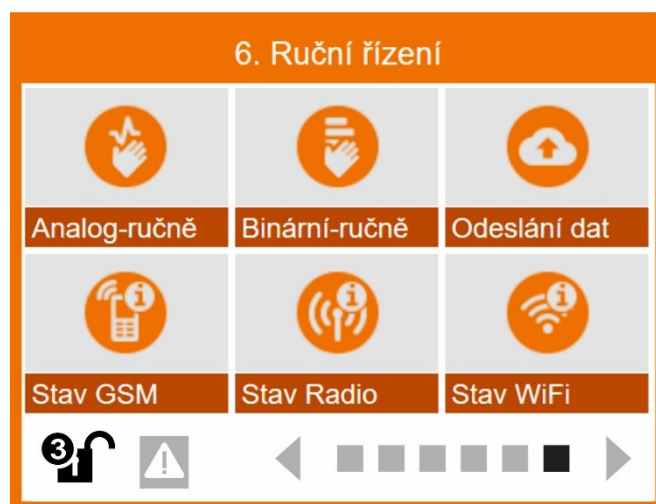 6. Ruční řízení
Analog-ručně Binární-ručně Odeslání dat
Stav GSM Stav Radio Stav WiFi
3